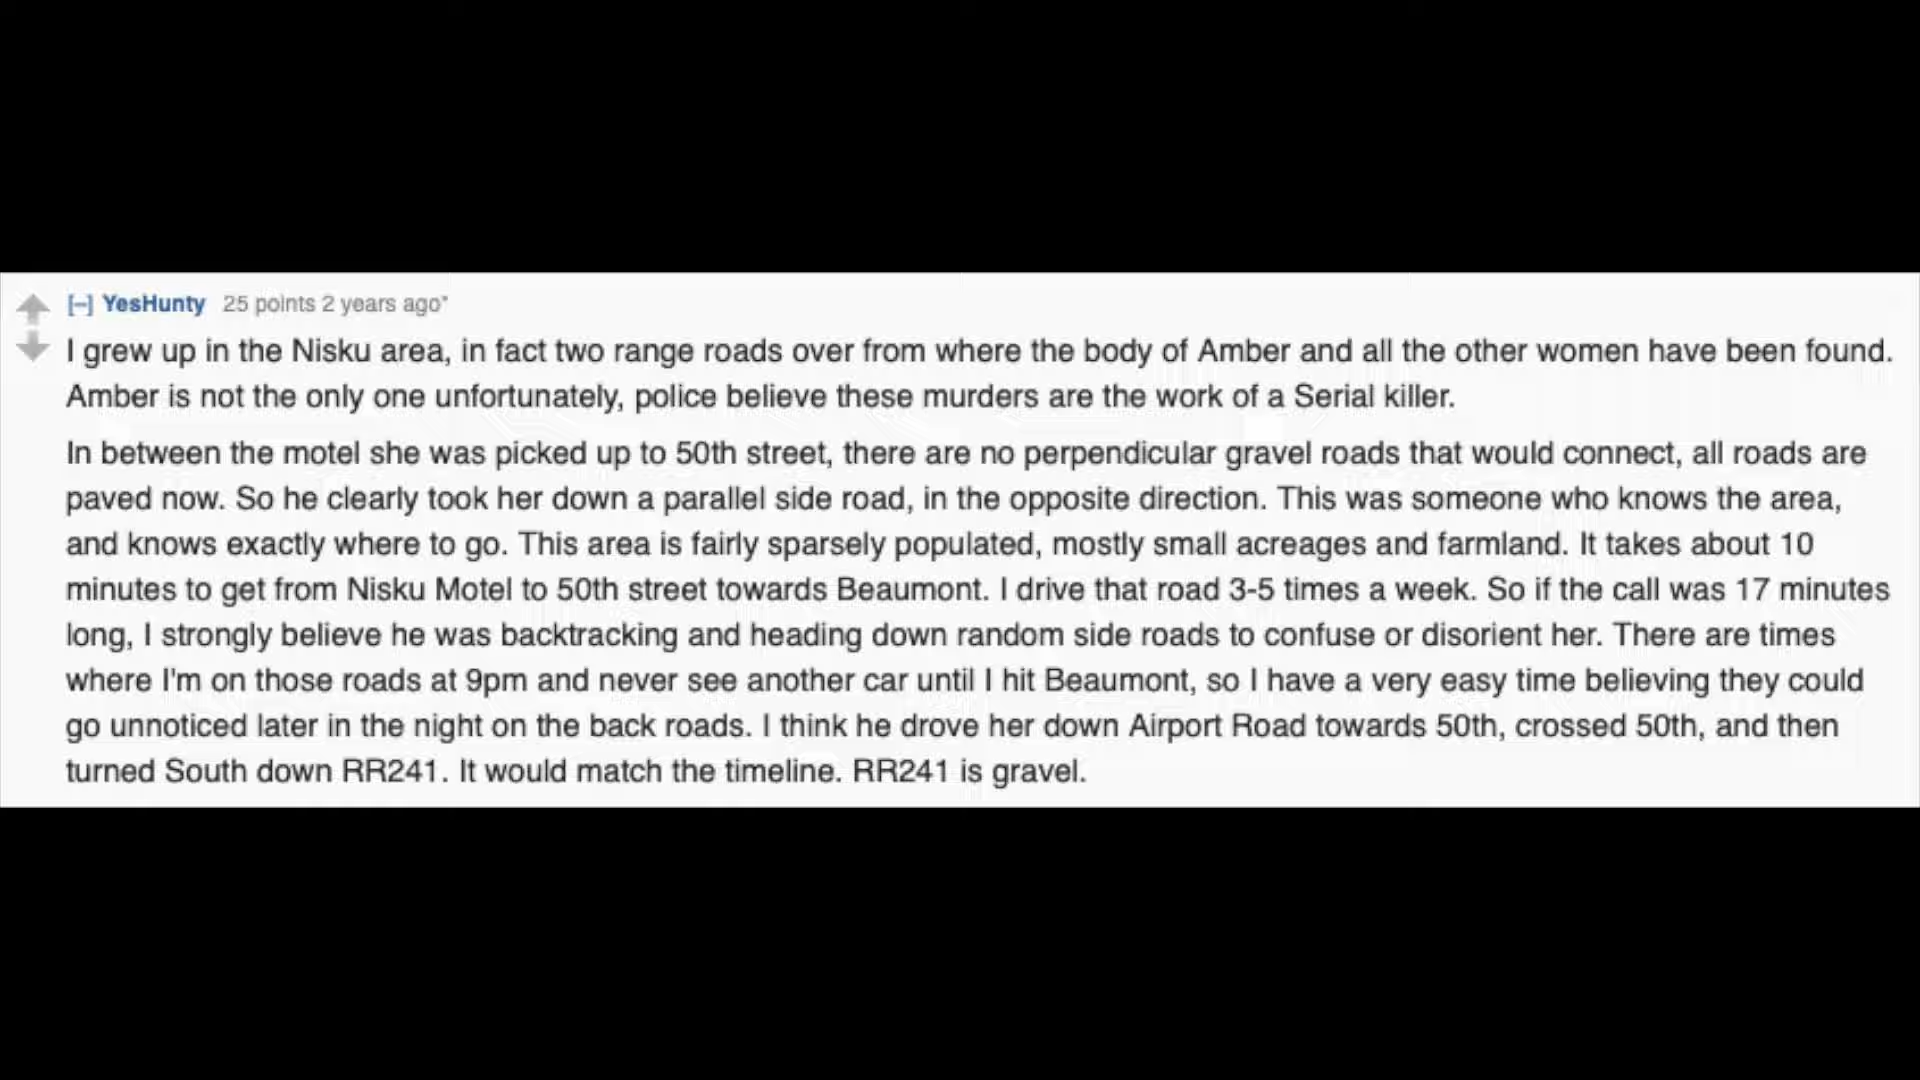 [–] YesHunty 25 points 2 years ago*
I grew up in the Nisku area, in fact two range roads over from where the body of Amber and all the other women have been found.
Amber is not the only one unfortunately, police believe these murders are the work of a Serial killer.
In between the motel she was picked up to 50th street, there are no perpendicular gravel roads that would connect, all roads are
paved now. So he clearly took her down a parallel side road, in the opposite direction. This was someone who knows the area,
and knows exactly where to go. This area is fairly sparsely populated, mostly small acreages and farmland. It takes about 10
minutes to get from Nisku Motel to 50th street towards Beaumont. I drive that road 3-5 times a week. So if the call was 17 minutes
long, I strongly believe he was backtracking and heading down random side roads to confuse or disorient her. There are times
where I'm on those roads at 9pm and never see another car until I hit Beaumont, so I have a very easy time believing they could
go unnoticed later in the night on the back roads. I think he drove her down Airport Road towards 50th, crossed 50th, and then
turned South down RR241. It would match the timeline. RR241 is gravel.